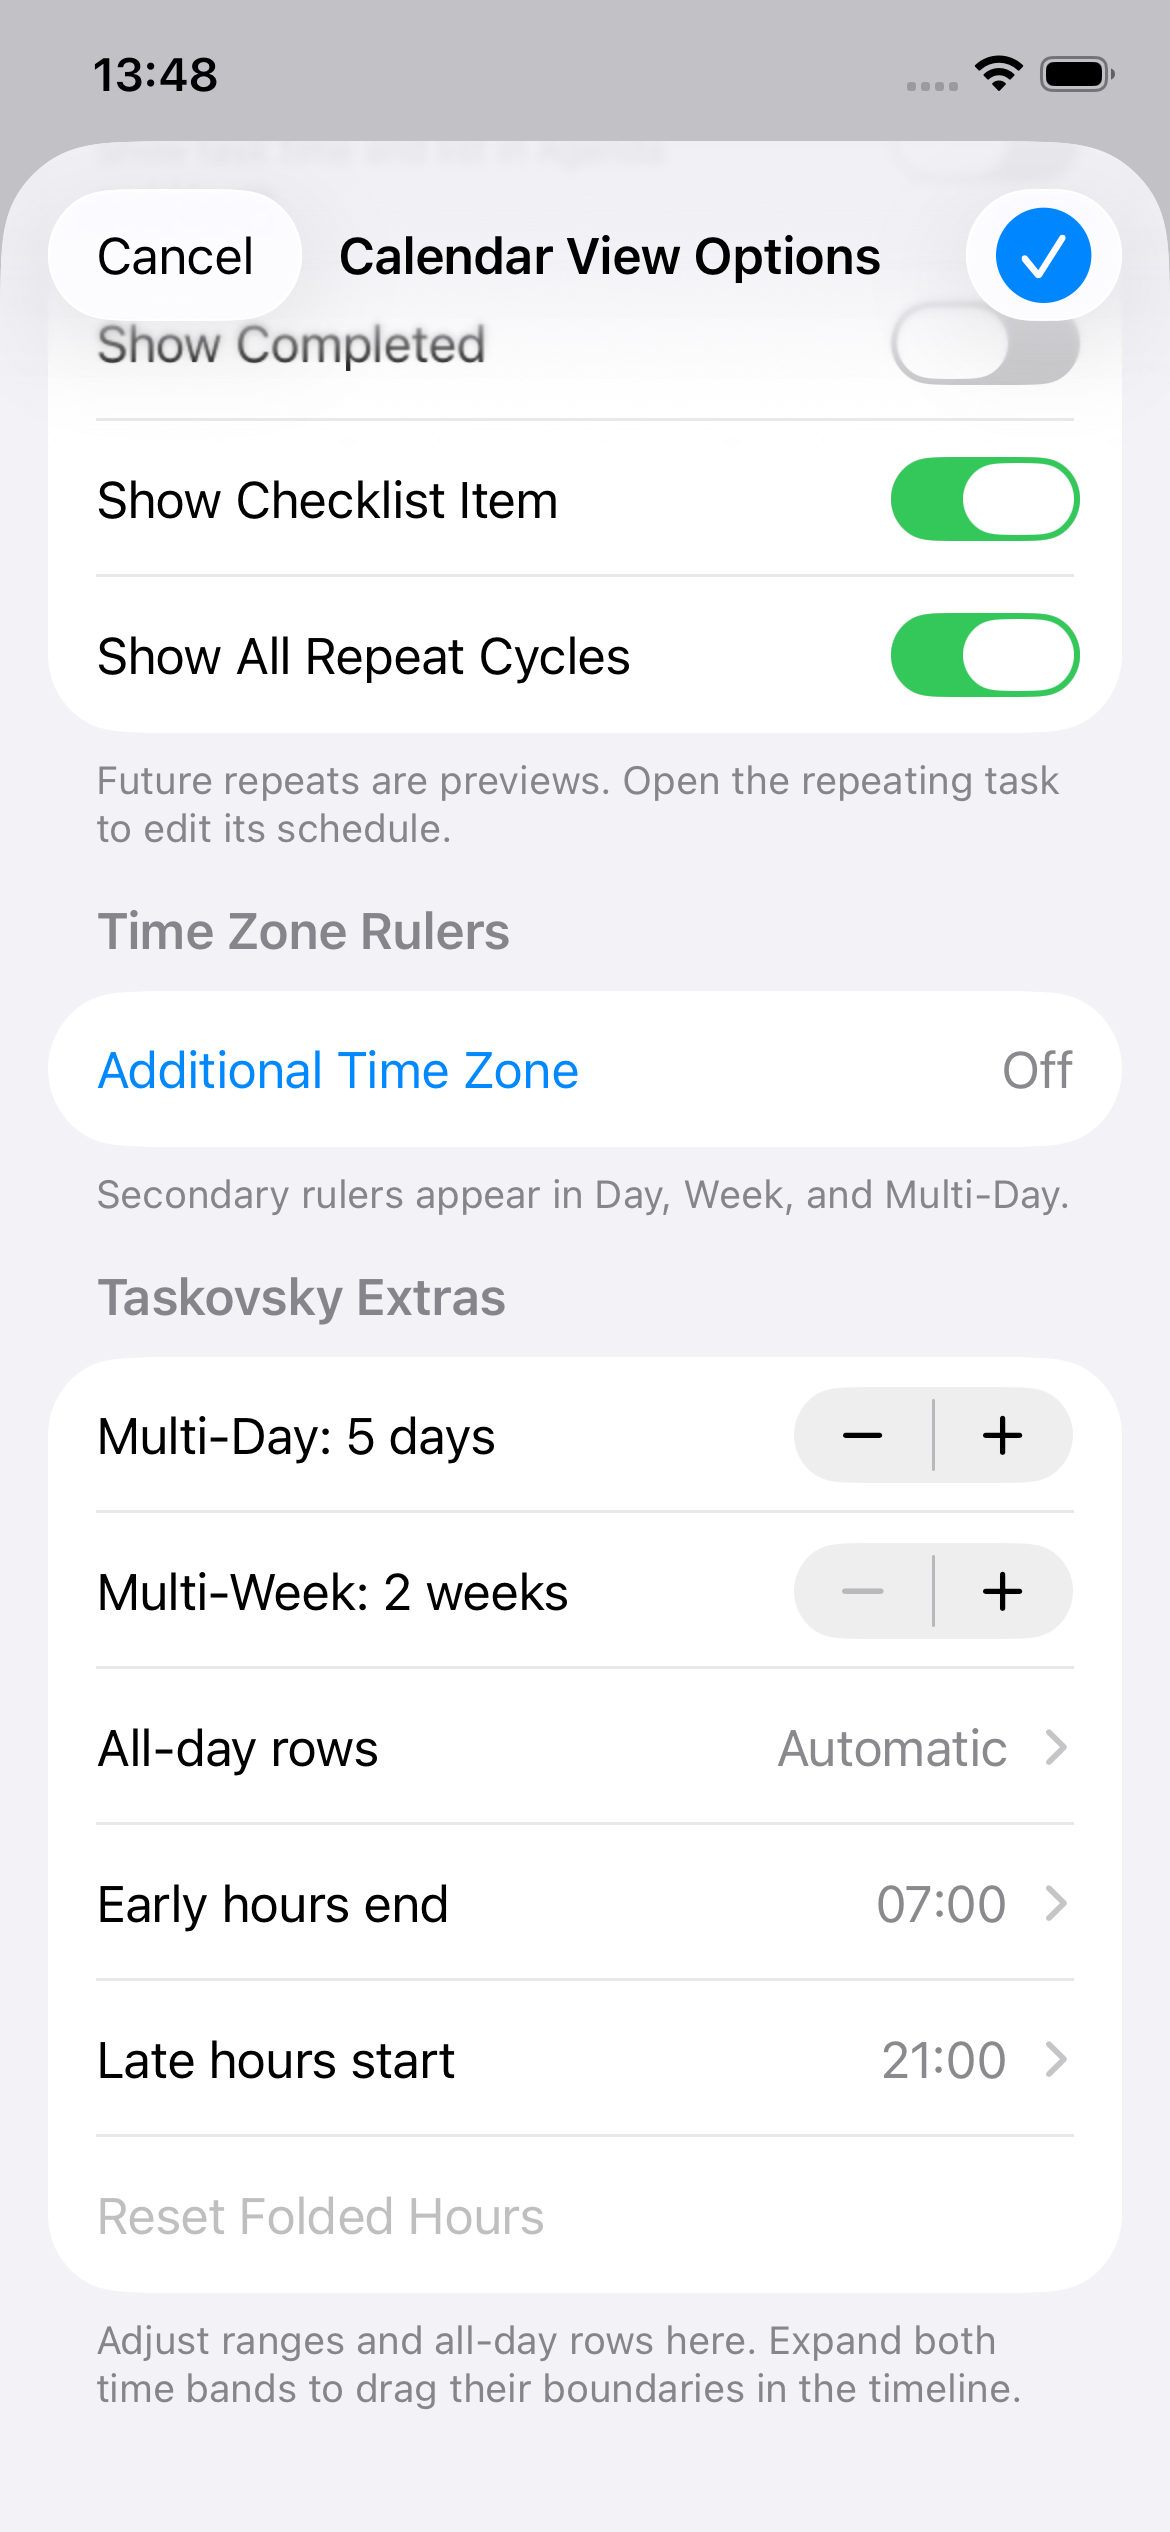 13:48
Cancel
Calendar View Options
Show Completed
Show Checklist Item
Show All Repeat Cycles
Future repeats are previews. Open the repeating task
to edit its schedule.
Time Zone Rulers
Additional Time Zone Off
Secondary rulers appear in Day, Week, and Multi-Day.
Taskovsky Extras
Multi-Day: 5 days
Multi-Week: 2 weeks
All-day rows Automatic
Early hours end 07:00
Late hours start 21:00
Reset Folded Hours
Adjust ranges and all-day rows here. Expand both
time bands to drag their boundaries in the timeline.